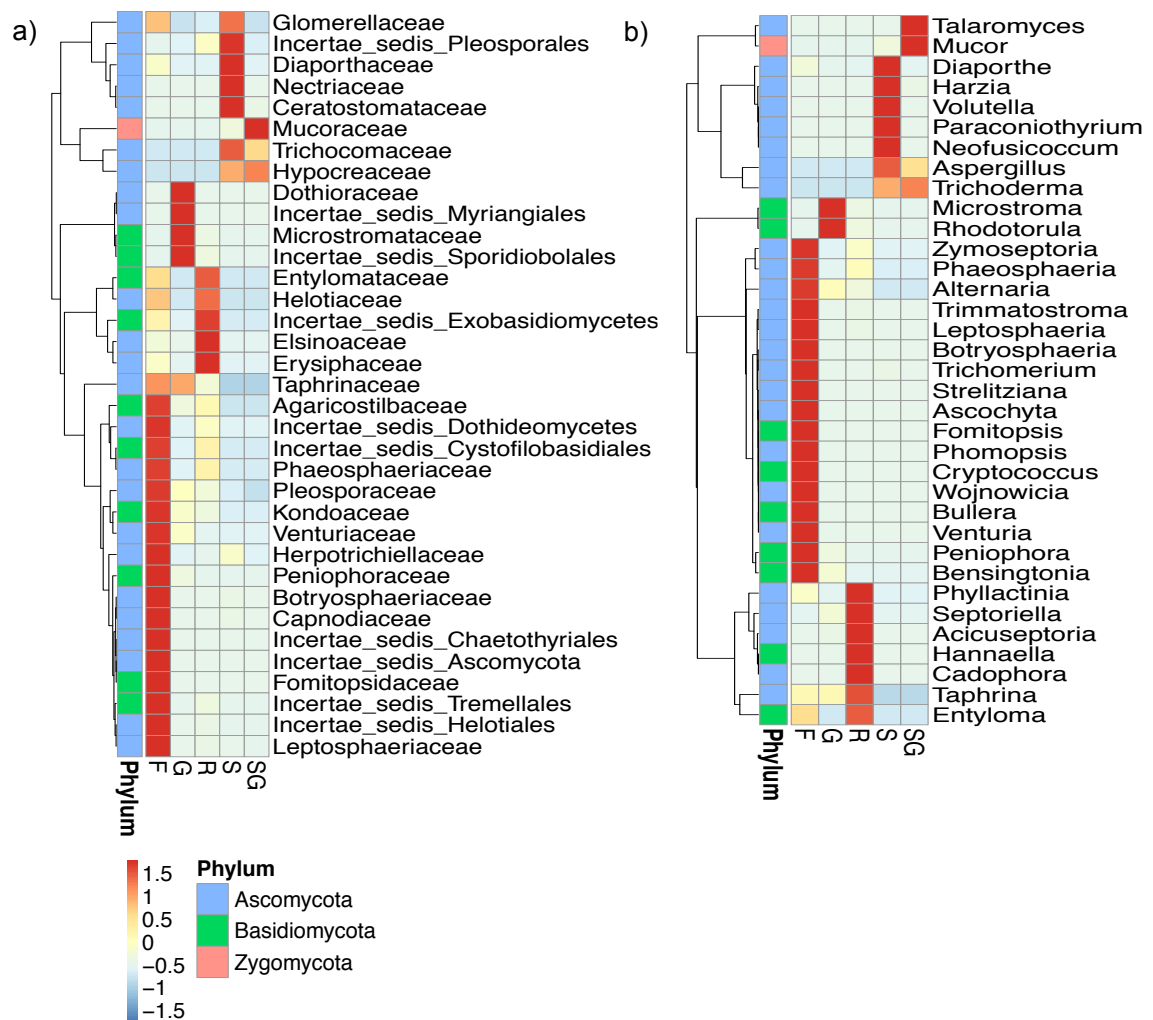 a)
Glomerellaceae
Incertae_sedis_Pleosporales
Diaporthaceae
Nectriaceae
Ceratostomataceae
Mucoraceae
Trichocomaceae
Hypocreaceae
Dothioraceae
Incertae_sedis_Myriangiales
Microstromataceae
Incertae_sedis_Sporidiobolales
Entylomataceae
Helotiaceae
Incertae_sedis_Exobasidiomycetes
Elsinoaceae
Erysiphaceae
Taphrinaceae
Agaricostilbaceae
Incertae_sedis_Dothideomycetes
Incertae_sedis_Cystofilobasidiales
Phaeosphaeriaceae
Pleosporaceae
Kondoaceae
Venturiaceae
Herpotrichiellaceae
Peniophoraceae
Botryosphaeriaceae
Capnodiaceae
Incertae_sedis_Chaetothyriales
Incertae_sedis_Ascomycota
Fomitopsidaceae
Incertae_sedis_Tremellales
Incertae_sedis_Helotiales
Leptosphaeriaceae
Phylum F G R S SG
b)
Talaromyces
Mucor
Diaporthe
Harzia
Volutella
Paraconiothyrium
Neofusicoccum
Aspergillus
Trichoderma
Microstroma
Rhodotorula
Zymoseptoria
Phaeosphaeria
Alternaria
Trimmatostroma
Leptosphaeria
Botryosphaeria
Trichomerium
Strelitziana
Ascochyta
Fomitopsis
Phomopsis
Cryptococcus
Wojnowicia
Bullera
Venturia
Peniophora
Bensingtonia
Phyllactinia
Septoriella
Acicuseptoria
Hannaella
Cadophora
Taphrina
Entyloma
Phylum F G R S SG
1.5
1
0.5
0
−0.5
−1
−1.5
Phylum
Ascomycota
Basidiomycota
Zygomycota